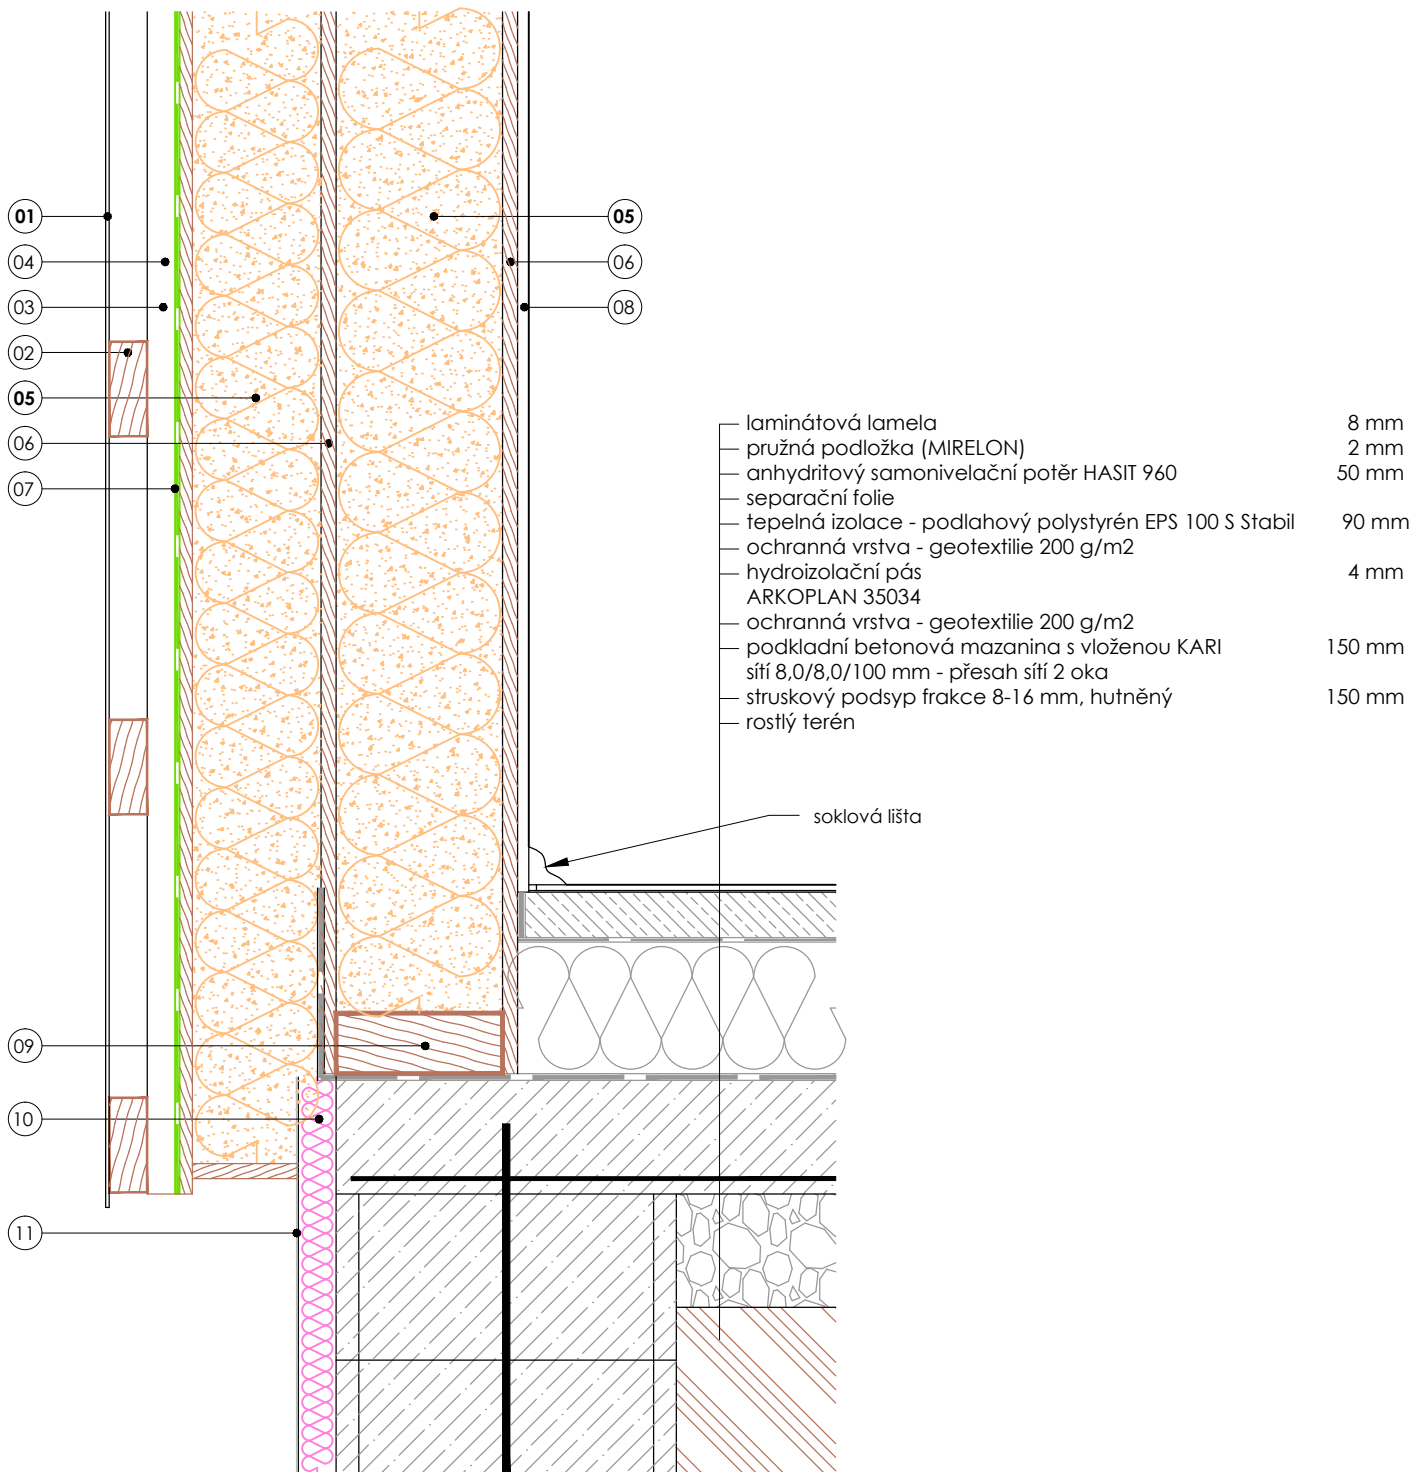 01
04
03
02
05
06
07
09
10
11
05
06
08
laminátová lamela 8 mm
pružná podložka (MIRELON) 2 mm
anhydritový samonivelační potěr HASIT 960 50 mm
separační folie
tepelná izolace - podlahový polystyrén EPS 100 S Stabil 90 mm
ochranná vrstva - geotextilie 200 g/m2
hydroizolační pás 4 mm
ARKOPLAN 35034
ochranná vrstva - geotextilie 200 g/m2
podkladní betonová mazanina s vloženou KARI 150 mm
sítí 8,0/8,0/100 mm - přesah sítí 2 oka
struskový podsyp frakce 8-16 mm, hutněný 150 mm
rostlý terén
soklová lišta